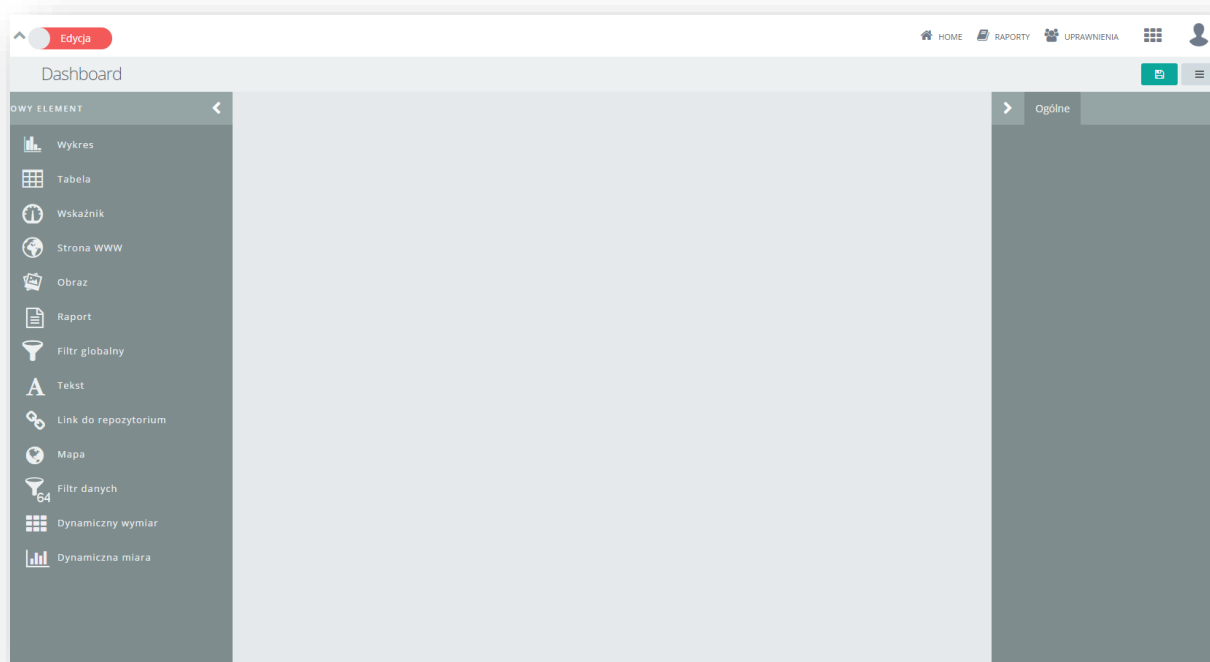 Edycja
HOME RAPORTY UPRAWNIENIA
Dashboard
OWY ELEMENT
Ogólne
Wykres
Tabela
Wskaźnik
Strona WWW
Obraz
Raport
Filtr globalny
A Tekst
Link do repozytorium
Mapa
64 Filtr danych
Dynamiczny wymiar
Dynamiczna miara